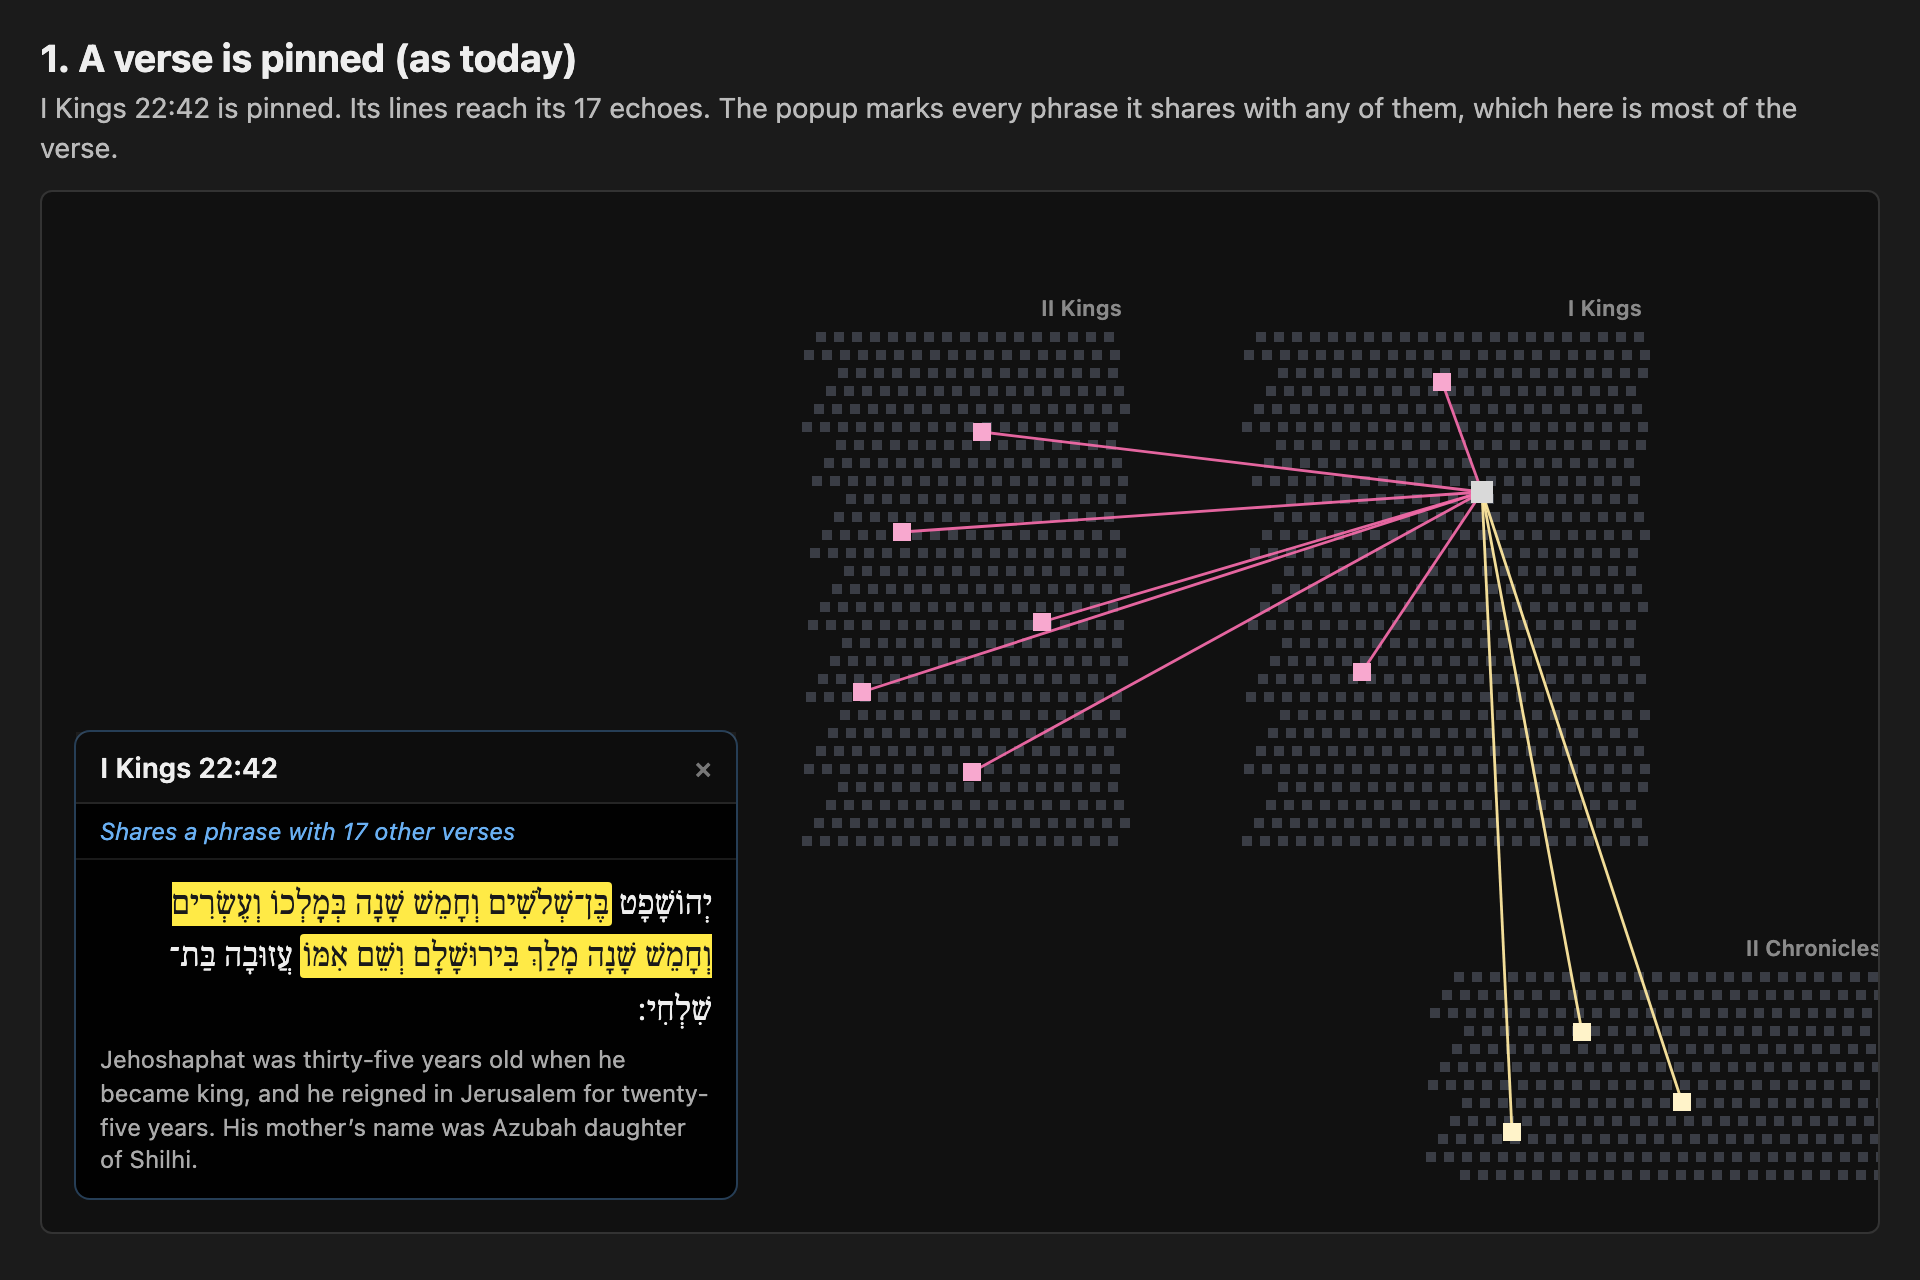 1. A verse is pinned (as today)
I Kings 22:42 is pinned. Its lines reach its 17 echoes. The popup marks every phrase it shares with any of them, which here is most of the
verse.
II Kings
I Kings
I Kings 22:42
×
Shares a phrase with 17 other verses
יְהוֹשָׁפָט בֶּן־שְׁלֹשִׁים וְחָמֵשׁ שָׁנָה בְּמָלְכוֹ וְעֶשְׂרִים
וְחָמֵשׁ שָׁנָה מָלַךְ בִּירוּשָׁלָ͏ִם וְשֵׁם אִמּוֹ עֲזוּבָה בַּת־
שִׁלְחִי׃
Jehoshaphat was thirty-five years old when he
became king, and he reigned in Jerusalem for twenty-
five years. His mother’s name was Azubah daughter
of Shilhi.
II Chronicles